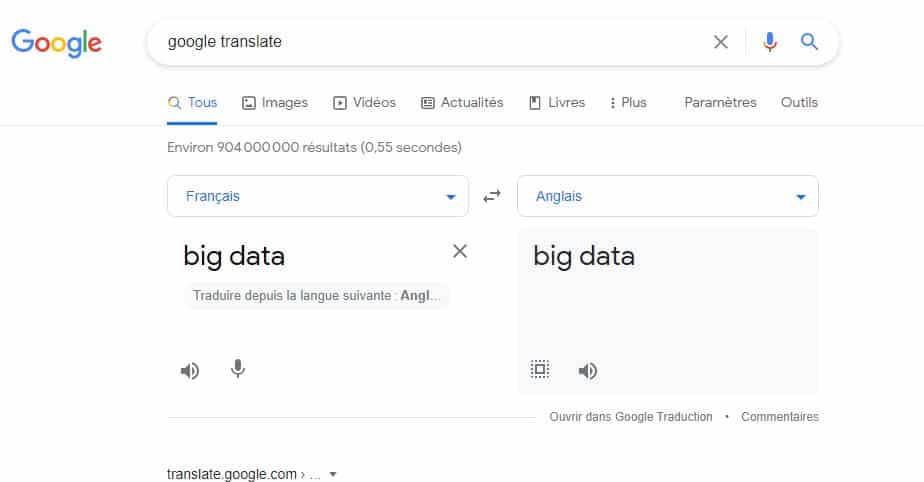 Google google translate
Tous Images Vidéos Actualités Livres Plus Paramètres Outils
Environ 904 000 000 résultats (0,55 secondes)
Français Anglais
big data big data
Traduire depuis la langue suivante : Angl...
Ouvrir dans Google Traduction • Commentaires
translate.google.com › ...